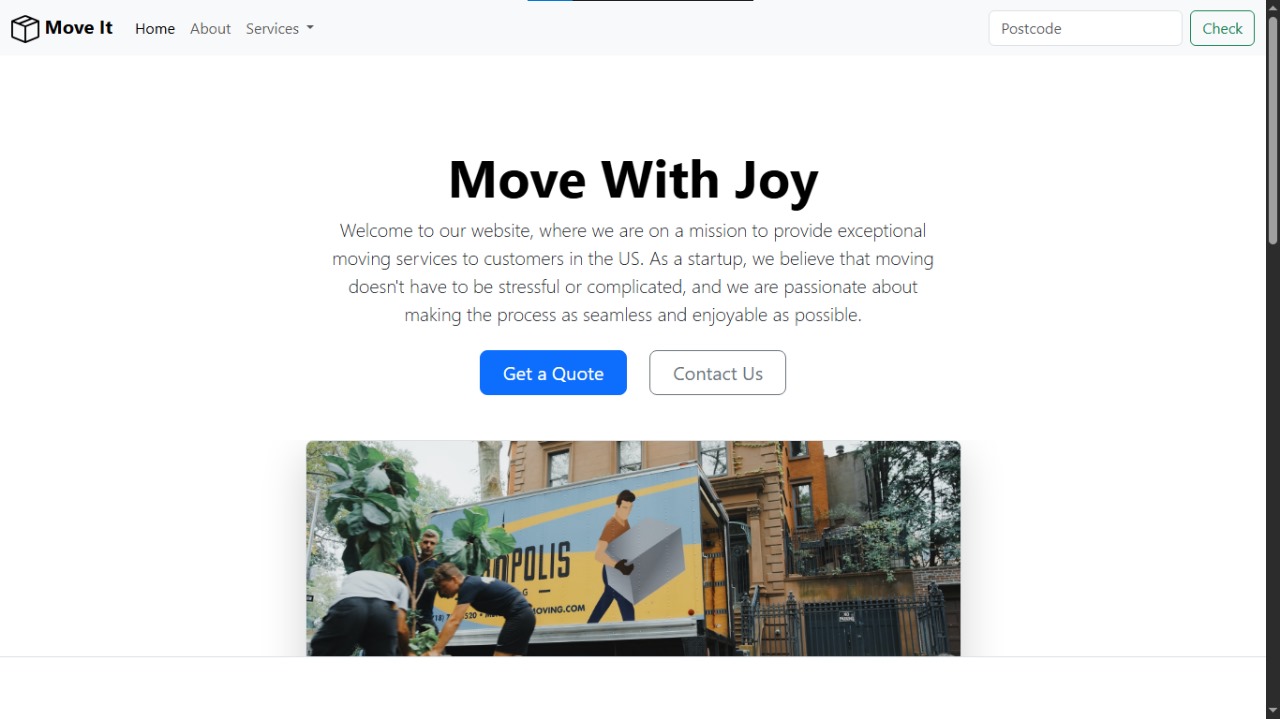 Move It Home About Services Postcode Check
Move With Joy
Welcome to our website, where we are on a mission to provide exceptional
moving services to customers in the US. As a startup, we believe that moving
doesn't have to be stressful or complicated, and we are passionate about
making the process as seamless and enjoyable as possible.
Get a Quote Contact Us
OPOLIS
MOVING.COM